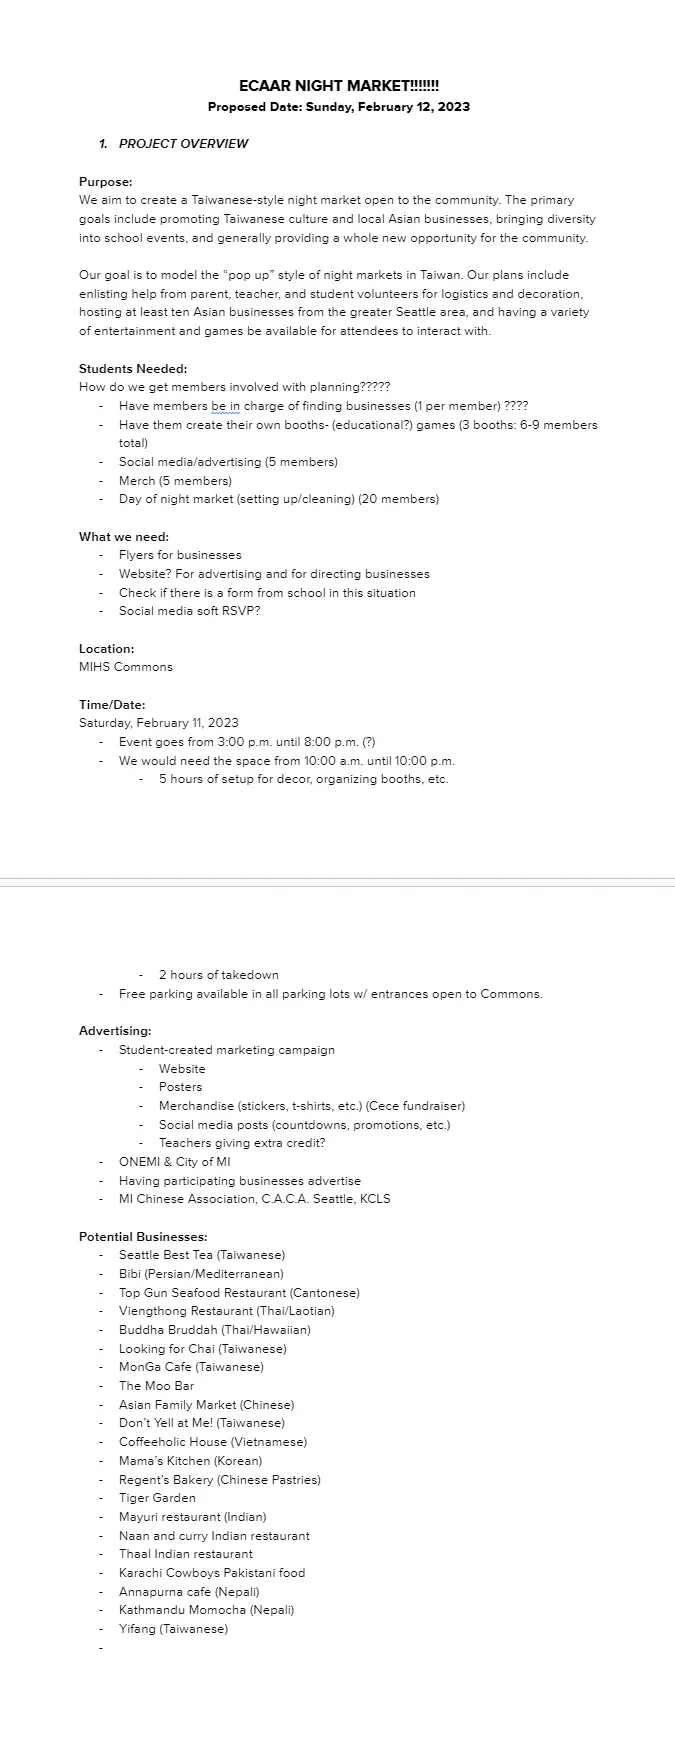 ECAAR NIGHT MARKET!!!!!!!
Proposed Date: Sunday, February 12, 2023
1. PROJECT OVERVIEW
Purpose:
We aim to create a Taiwanese-style night market open to the community. The primary
goals include promoting Taiwanese culture and local Asian businesses, bringing diversity
into school events, and generally providing a whole new opportunity for the community.
Our goal is to model the “pop up” style of night markets in Taiwan. Our plans include
enlisting help from parent, teacher, and student volunteers for logistics and decoration,
hosting at least ten Asian businesses from the greater Seattle area, and having a variety
of entertainment and games be available for attendees to interact with.
Students Needed:
How do we get members involved with planning?????
- Have members be in charge of finding businesses (1 per member) ????
- Have them create their own booths- (educational?) games (3 booths: 6-9 members
total)
- Social media/advertising (5 members)
- Merch (5 members)
- Day of night market (setting up/cleaning) (20 members)
What we need:
- Flyers for businesses
- Website? For advertising and for directing businesses
- Check if there is a form from school in this situation
- Social media soft RSVP?
Location:
MIHS Commons
Time/Date:
Saturday, February 11, 2023
- Event goes from 3:00 p.m. until 8:00 p.m. (?)
- We would need the space from 10:00 a.m. until 10:00 p.m.
- 5 hours of setup for decor, organizing booths, etc.
- 2 hours of takedown
- Free parking available in all parking lots w/ entrances open to Commons.
Advertising:
- Student-created marketing campaign
- Website
- Posters
- Merchandise (stickers, t-shirts, etc.) (Cece fundraiser)
- Social media posts (countdowns, promotions, etc.)
- Teachers giving extra credit?
- ONEMI & City of MI
- Having participating businesses advertise
- MI Chinese Association, C.A.C.A. Seattle, KCLS
Potential Businesses:
- Seattle Best Tea (Taiwanese)
- Bibi (Persian/Mediterranean)
- Top Gun Seafood Restaurant (Cantonese)
- Viengthong Restaurant (Thai/Laotian)
- Buddha Bruddah (Thai/Hawaiian)
- Looking for Chai (Taiwanese)
- MonGa Cafe (Taiwanese)
- The Moo Bar
- Asian Family Market (Chinese)
- Don’t Yell at Me! (Taiwanese)
- Coffeeholic House (Vietnamese)
- Mama’s Kitchen (Korean)
- Regent’s Bakery (Chinese Pastries)
- Tiger Garden
- Mayuri restaurant (Indian)
- Naan and curry Indian restaurant
- Thaal Indian restaurant
- Karachi Cowboys Pakistani food
- Annapurna cafe (Nepali)
- Kathmandu Momocha (Nepali)
- Yifang (Taiwanese)
-